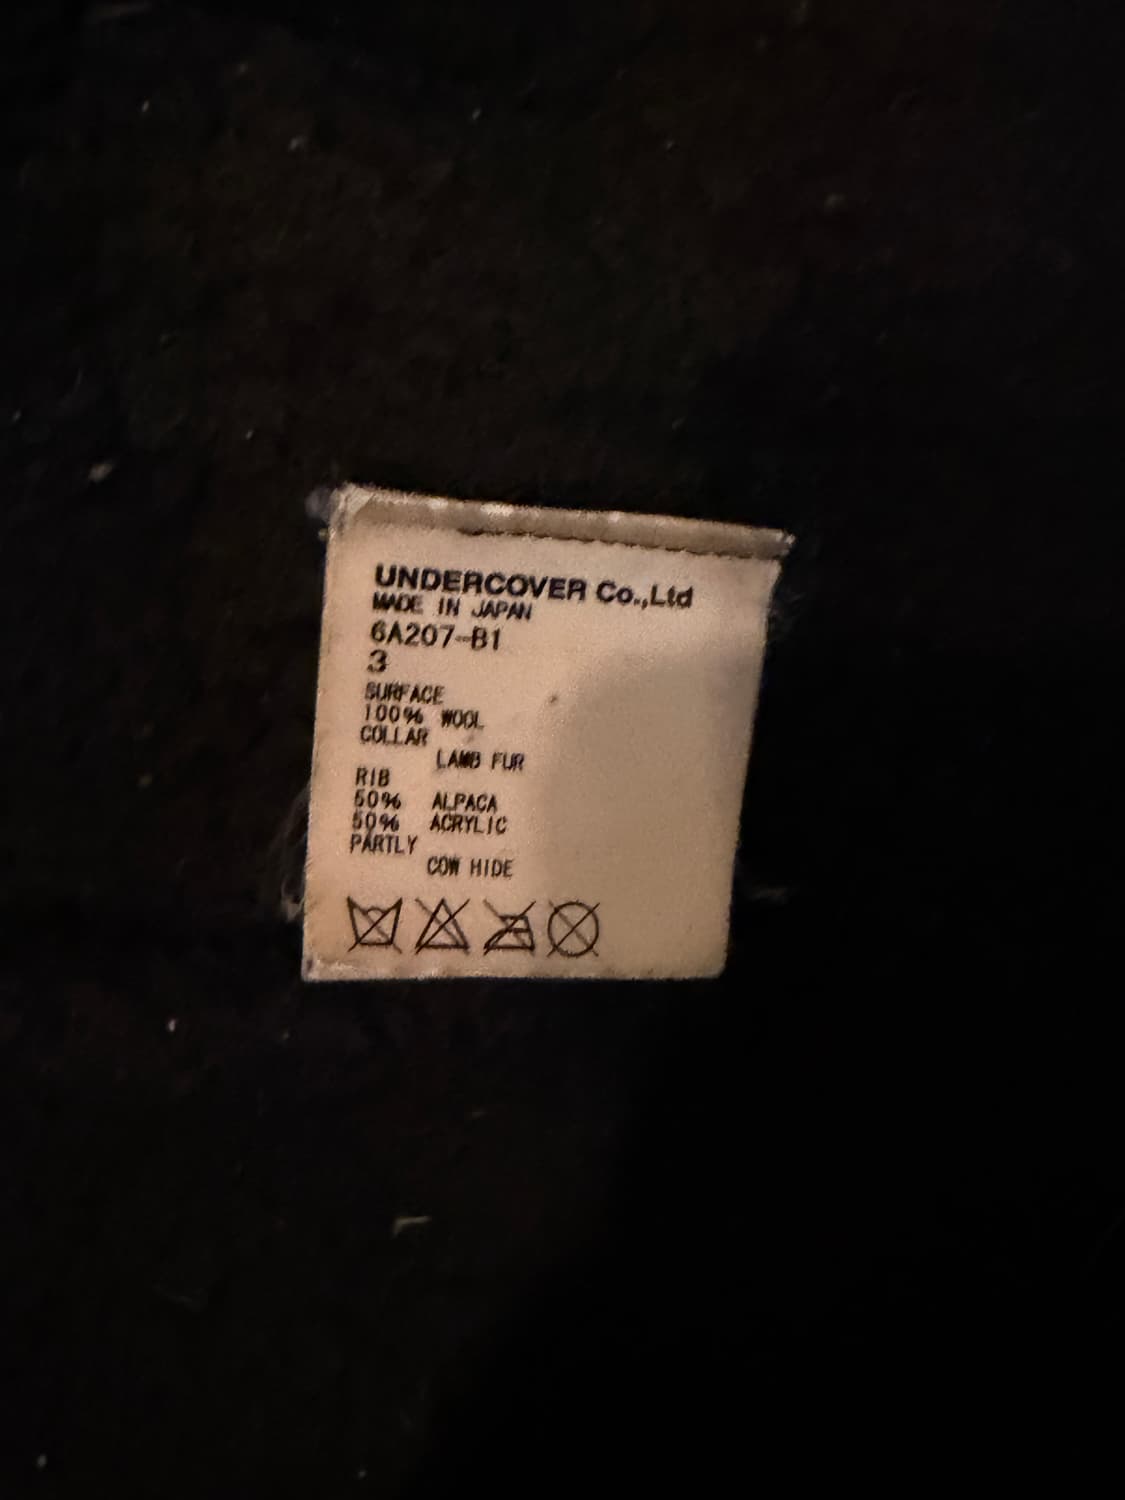 UNDERCOVER Co.,Ltd
MADE IN JAPAN
6A207-B1
3
SURFACE
100% WOOL
COLLAR
LAMB FUR
RIB
50% ALPACA
50% ACRYLIC
PARTLY
COW HIDE